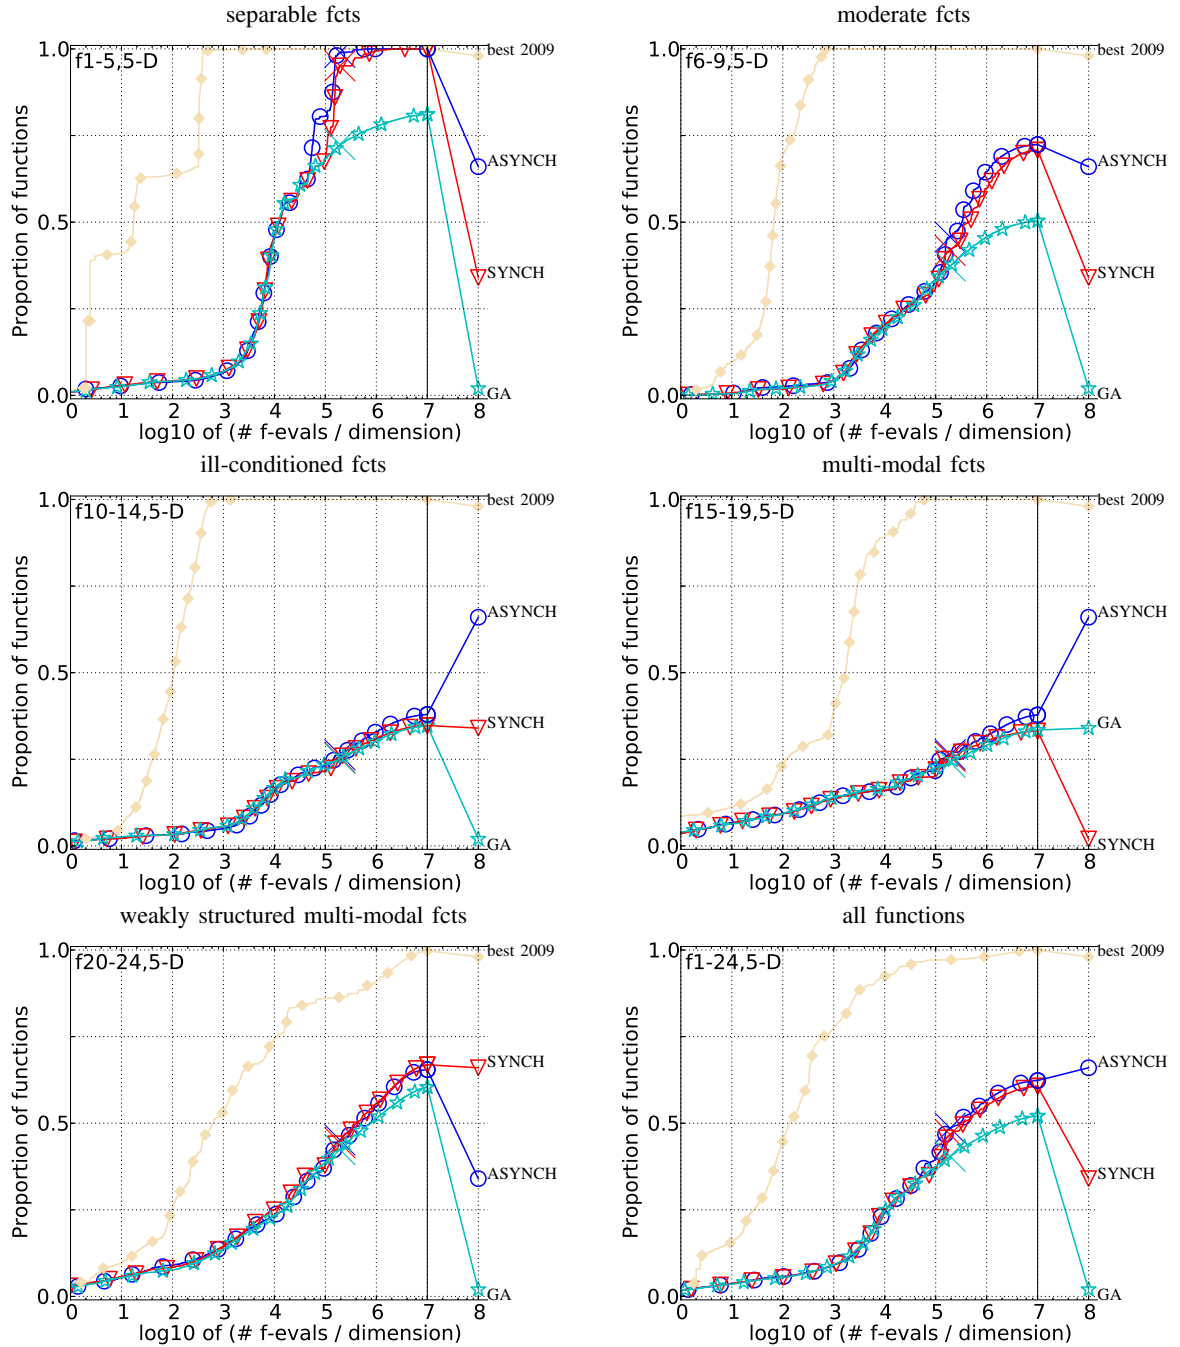 separable fcts
moderate fcts
1.0
f1-5,5-D
best 2009
ASYNCH
SYNCH
GA
0.5
0.0
Proportion of functions
0 1 2 3 4 5 6 7 8
log10 of (# f-evals / dimension)
1.0
f6-9,5-D
best 2009
ASYNCH
SYNCH
GA
0.5
0.0
Proportion of functions
0 1 2 3 4 5 6 7 8
log10 of (# f-evals / dimension)
ill-conditioned fcts
multi-modal fcts
1.0
f10-14,5-D
best 2009
ASYNCH
SYNCH
GA
0.5
0.0
Proportion of functions
0 1 2 3 4 5 6 7 8
log10 of (# f-evals / dimension)
1.0
f15-19,5-D
best 2009
ASYNCH
GA
SYNCH
0.5
0.0
Proportion of functions
0 1 2 3 4 5 6 7 8
log10 of (# f-evals / dimension)
weakly structured multi-modal fcts
all functions
1.0
f20-24,5-D
best 2009
SYNCH
ASYNCH
GA
0.5
0.0
Proportion of functions
0 1 2 3 4 5 6 7 8
log10 of (# f-evals / dimension)
1.0
f1-24,5-D
best 2009
ASYNCH
SYNCH
GA
0.5
0.0
Proportion of functions
0 1 2 3 4 5 6 7 8
log10 of (# f-evals / dimension)